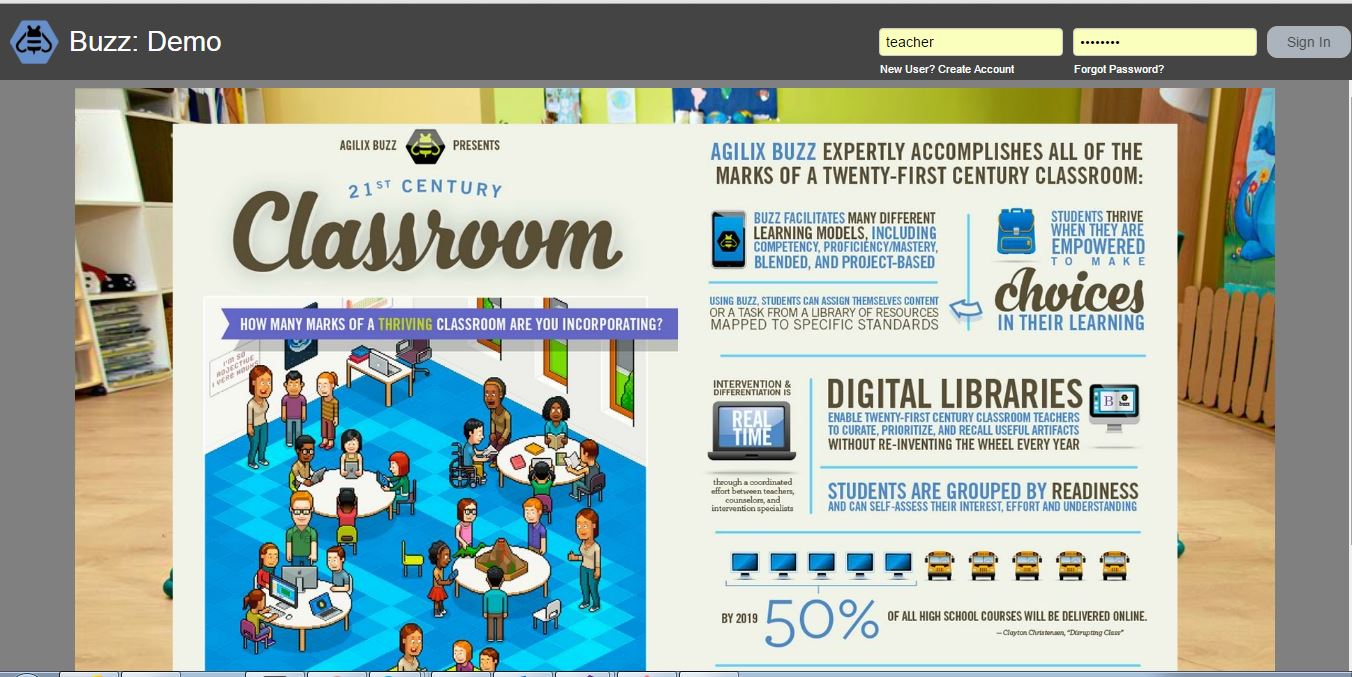 Buzz: Demo
teacher
••••••••
Sign In
New User? Create Account
Forgot Password?
AGILIX BUZZ PRESENTS
21ST CENTURY
Classroom
HOW MANY MARKS OF A THRIVING CLASSROOM ARE YOU INCORPORATING?
I'M SO
ADJECTIVE
I VERB NOUNS
AGILIX BUZZ EXPERTLY ACCOMPLISHES ALL OF THE
MARKS OF A TWENTY-FIRST CENTURY CLASSROOM:
BUZZ FACILITATES MANY DIFFERENT
LEARNING MODELS, INCLUDING
COMPETENCY, PROFICIENCY/MASTERY,
BLENDED, AND PROJECT-BASED
USING BUZZ, STUDENTS CAN ASSIGN THEMSELVES CONTENT
OR A TASK FROM A LIBRARY OF RESOURCES
MAPPED TO SPECIFIC STANDARDS
STUDENTS THRIVE
WHEN THEY ARE
EMPOWERED
TO MAKE
choices
IN THEIR LEARNING
INTERVENTION &
DIFFERENTIATION IS
REAL
TIME
through a coordinated
effort between teachers,
counselors, and
intervention specialists
DIGITAL LIBRARIES
ENABLE TWENTY-FIRST CENTURY CLASSROOM TEACHERS
TO CURATE, PRIORITIZE, AND RECALL USEFUL ARTIFACTS
WITHOUT RE-INVENTING THE WHEEL EVERY YEAR
B
buzz
STUDENTS ARE GROUPED BY READINESS
AND CAN SELF-ASSESS THEIR INTEREST, EFFORT AND UNDERSTANDING
BY 2019 50% OF ALL HIGH SCHOOL COURSES WILL BE DELIVERED ONLINE.
— Clayton Christensen, "Disrupting Class"